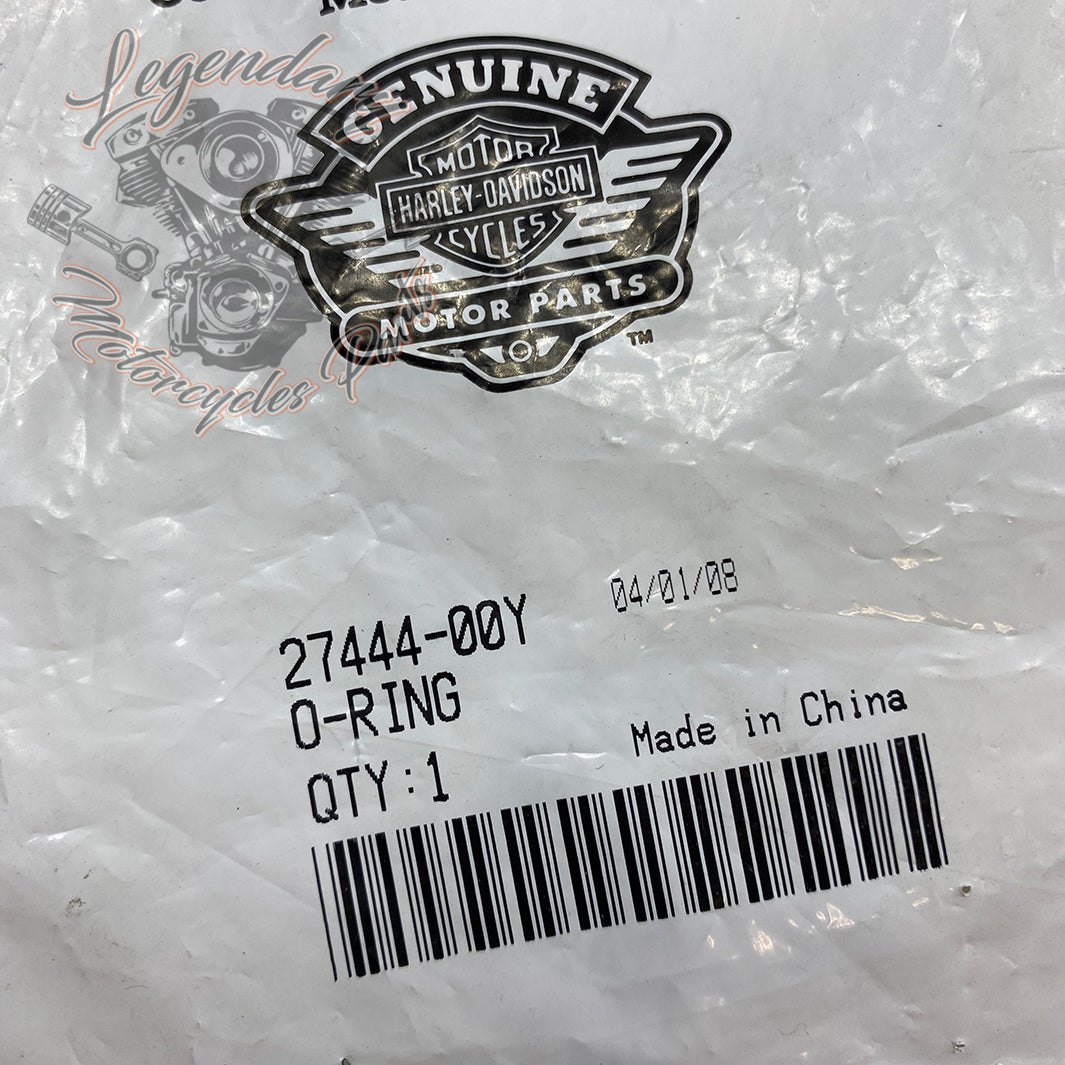 Legendary
GENUINE
MOTOR
HARLEY-DAVIDSON
CYCLES
MOTOR PARTS
TM
Motorcycles Parts
04/01/08
27444-00Y
O-RING
Made in China
QTY:1